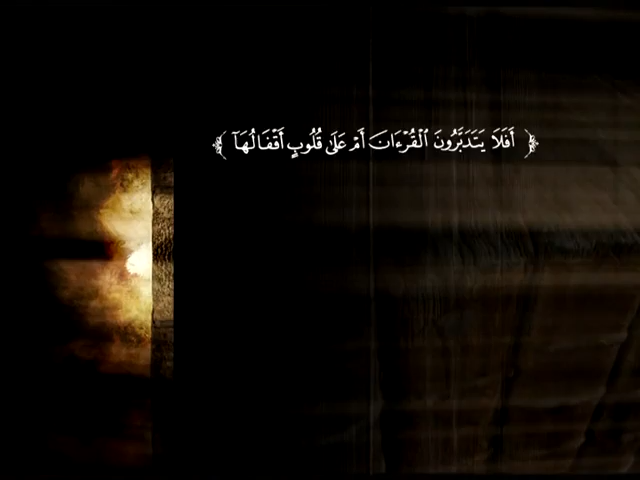 ﴿ أَفَلَا يَتَدَبَّرُونَ ٱلْقُرْءَانَ أَمْ عَلَىٰ قُلُوبٍ أَقْفَالُهَآ ﴾